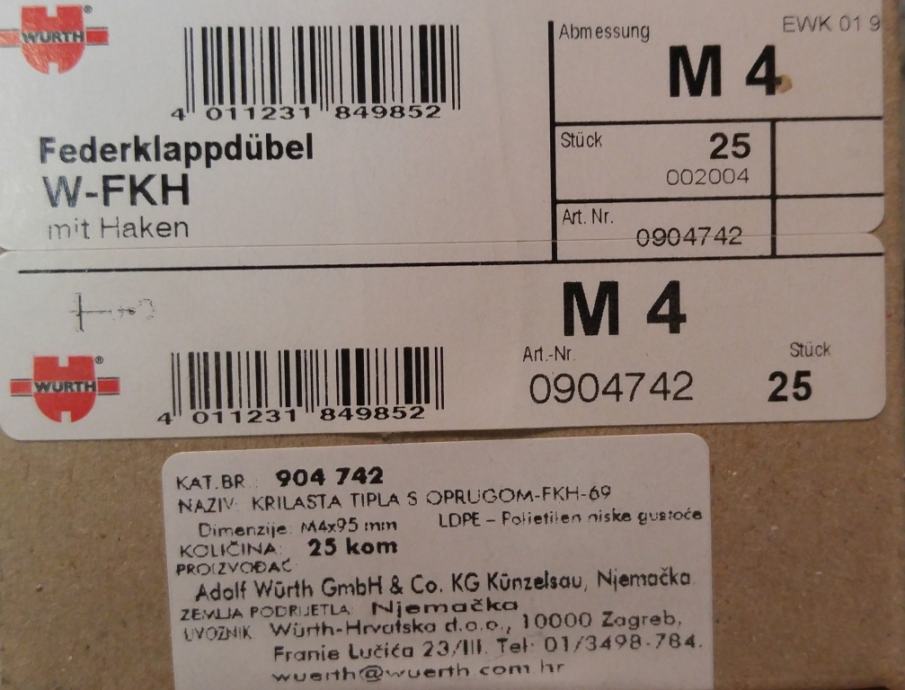 WÜRTH®
4 011231 849852
Federklappdübel
W-FKH
mit Haken
Abmessung
EWK 01 9
M 4
Stück
25
002004
Art. Nr.
0904742
M 4
WÜRTH®
4 011231 849852
Art.-Nr.
0904742
Stück
25
KAT.BR.: 904 742
NAZIV: KRILASTA TIPLA S OPRUGOM-FKH-69
Dimenzije: M4x95 mm
LDPE – Polietilen niske gustoće
KOLIČINA: 25 kom
PROIZVOĐAČ
Adolf Würth GmbH & Co. KG Künzelsau, Njemačka
ZEMLJA PODRIJETLA: Njemačka
UVOZNIK: Würth-Hrvatska d.o.o., 10000 Zagreb,
Franje Lučića 23/III. Tel: 01/3498-784.
wuerth@wuerth.com.hr